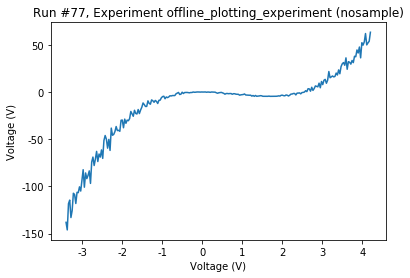 Run #77, Experiment offline_plotting_experiment (nosample)
50
0
-50
-100
-150
Voltage (V)
-3 -2 -1 0 1 2 3 4
Voltage (V)